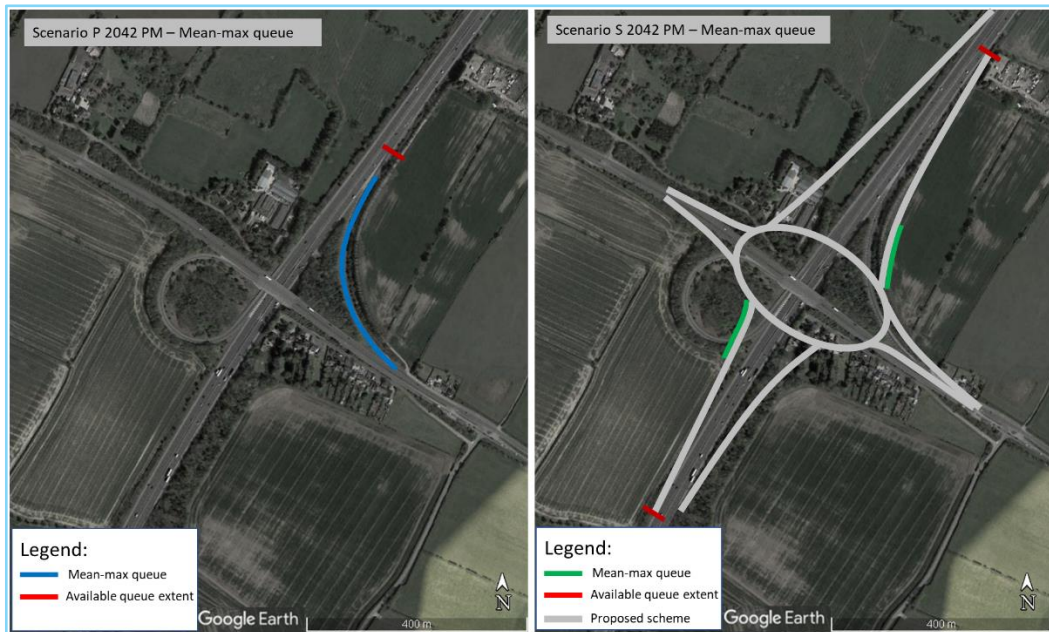 Scenario P 2042 PM – Mean-max queue
Legend:
Mean-max queue
Available queue extent
N
Google Earth
400 m
Scenario S 2042 PM – Mean-max queue
Legend:
Mean-max queue
Available queue extent
Proposed scheme
N
Google Earth
400 m